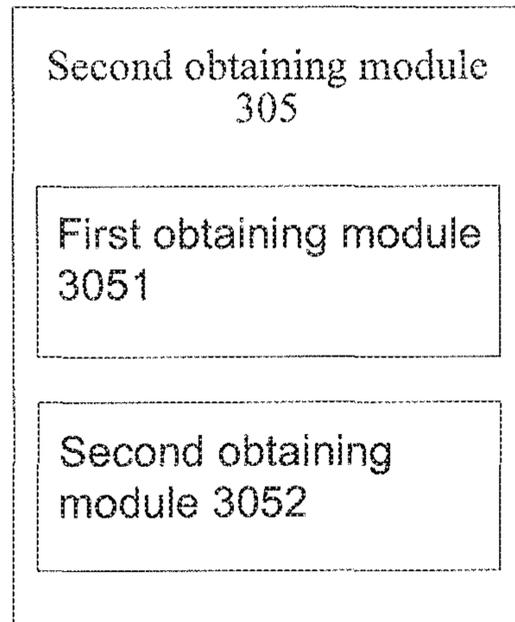 Second obtaining module
305
First obtaining module
3051
Second obtaining
module 3052